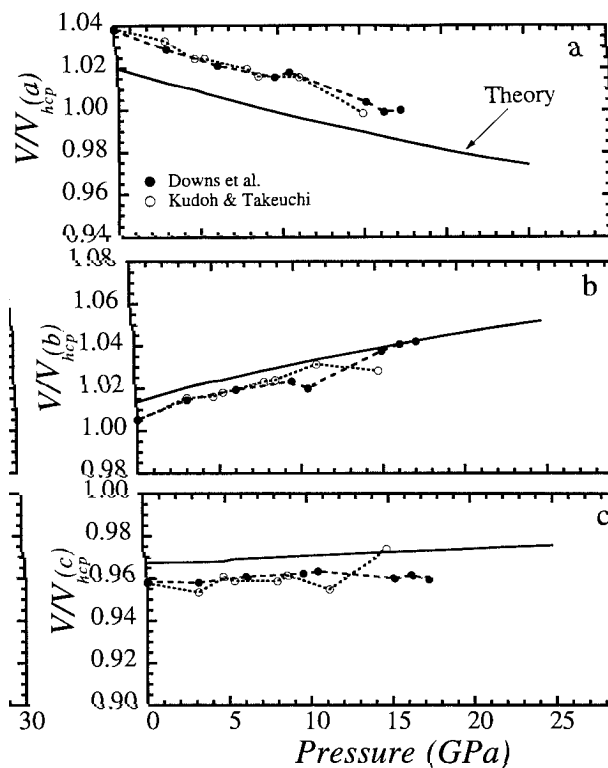 1.04
1.02
1.00
0.98
0.96
0.94
V/V_hcp(a)
a
Theory
Downs et al.
Kudoh & Takeuchi
1.08
1.06
1.04
1.02
1.00
0.98
V/V_hcp(b)
b
1.00
0.98
0.96
0.94
0.92
0.90
V/V_hcp(c)
c
30
0
5
10
15
20
25
Pressure (GPa)